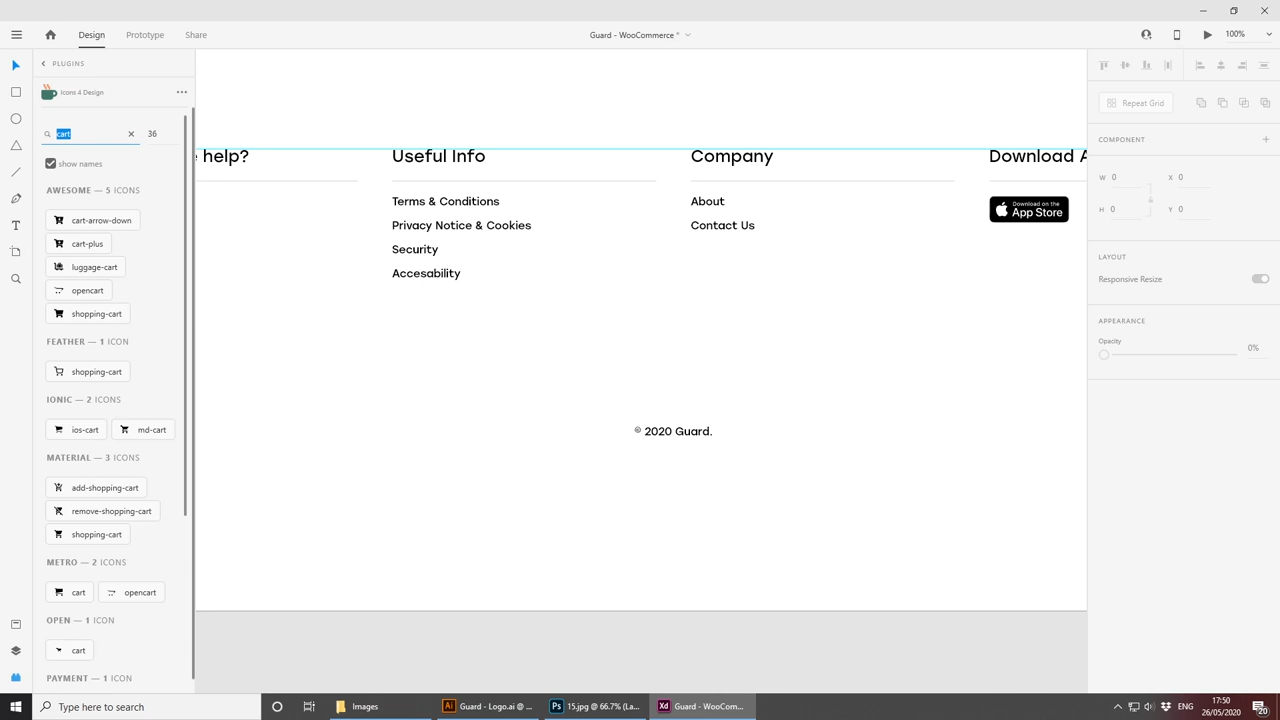 Design
Prototype
Share
Guard - WooCommerce *
100%
PLUGINS
Icons 4 Design
cart
36
show names
AWESOME — 5 ICONS
cart-arrow-down
cart-plus
luggage-cart
opencart
shopping-cart
FEATHER — 1 ICON
shopping-cart
IONIC — 2 ICONS
ios-cart
md-cart
MATERIAL — 3 ICONS
add-shopping-cart
remove-shopping-cart
shopping-cart
METRO — 2 ICONS
cart
opencart
OPEN — 1 ICON
cart
PAYMENT — 1 ICON
help?
Useful Info
Terms & Conditions
Privacy Notice & Cookies
Security
Accesability
Company
About
Contact Us
Download A
Download on the
App Store
© 2020 Guard.
Repeat Grid
COMPONENT
W 0
X 0
H 0
Y 0
LAYOUT
Responsive Resize
APPEARANCE
Opacity
0%
Type here to search
Images
Ai
Guard - Logo.ai @ ...
Ps
15.jpg @ 66.7% (La...
Xd
Guard - WooCom...
ENG
17:50
26/05/2020
20